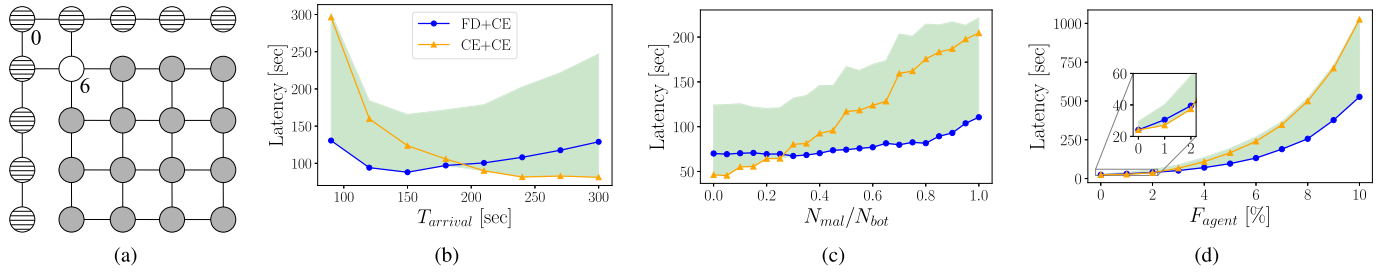 0
6
(a)
Latency [sec]
300
250
200
150
100
FD+CE
CE+CE
100 150 200 250 300
T_arrival [sec]
(b)
Latency [sec]
200
150
100
50
0.0 0.2 0.4 0.6 0.8 1.0
N_mal/N_bot
(c)
Latency [sec]
1000
750
500
250
0
60
40
20
0 1 2
0 2 4 6 8 10
F_agent [%]
(d)